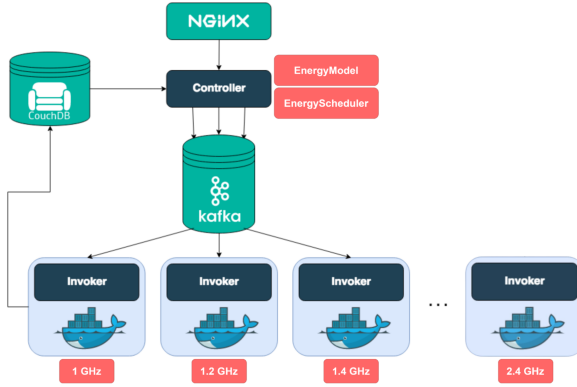 NGINX
EnergyModel
Controller
EnergyScheduler
CouchDB
kafka
Invoker
Invoker
Invoker
Invoker
...
1 GHz
1.2 GHz
1.4 GHz
2.4 GHz